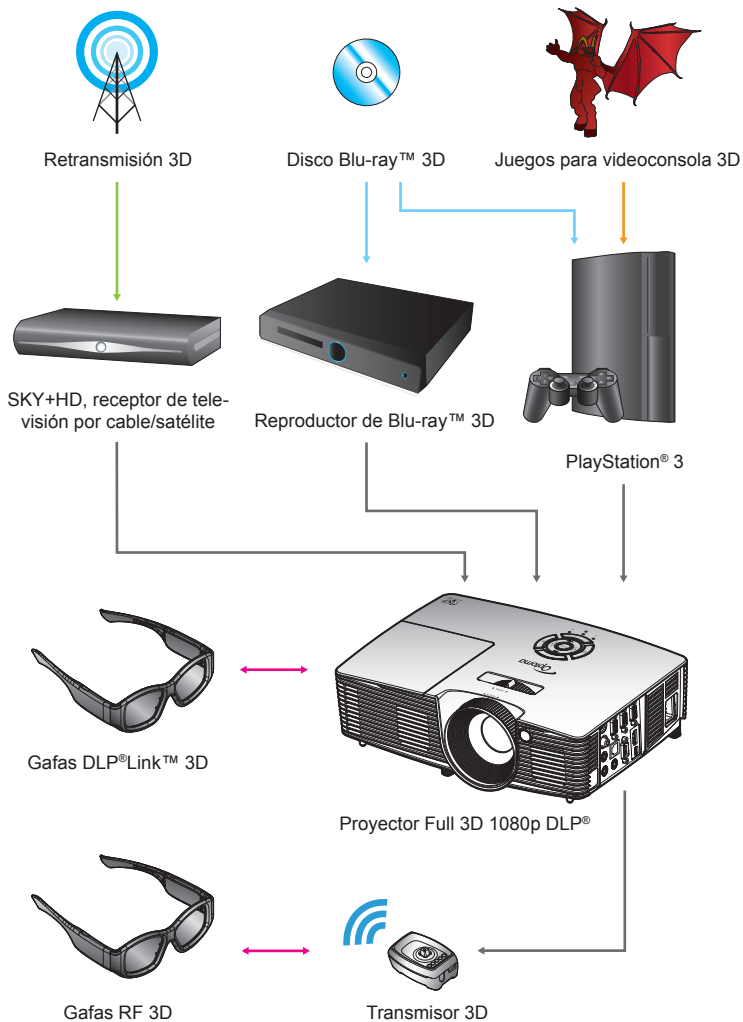 Retransmisión 3D
Disco Blu-ray™ 3D
Juegos para videoconsola 3D
SKY+HD, receptor de tele-
visión por cable/satélite
Reproductor de Blu-ray™ 3D
PlayStation® 3
Optoma
Gafas DLP®Link™ 3D
Proyector Full 3D 1080p DLP®
Gafas RF 3D
Transmisor 3D